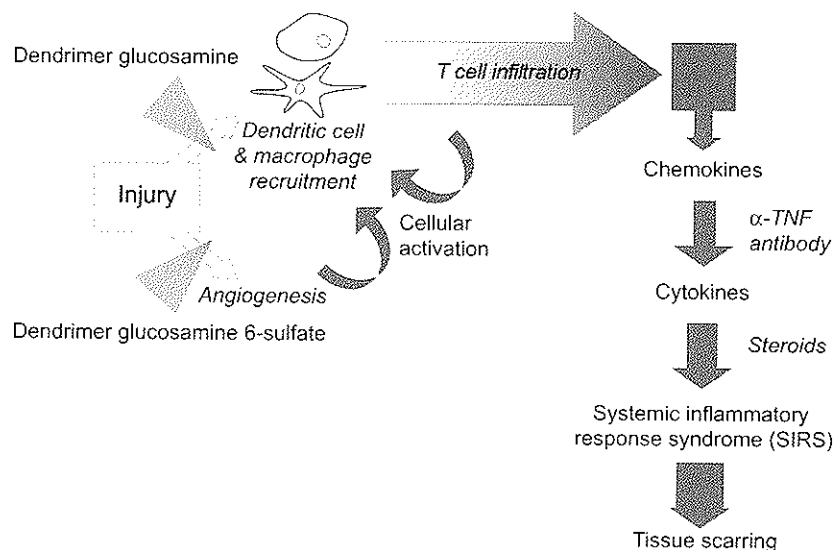 Dendrimer glucosamine
T cell infiltration
Dendritic cell
& macrophage
recruitment
Injury
Cellular
activation
Angiogenesis
Dendrimer glucosamine 6-sulfate
Chemokines
α-TNF
antibody
Cytokines
Steroids
Systemic inflammatory
response syndrome (SIRS)
Tissue scarring